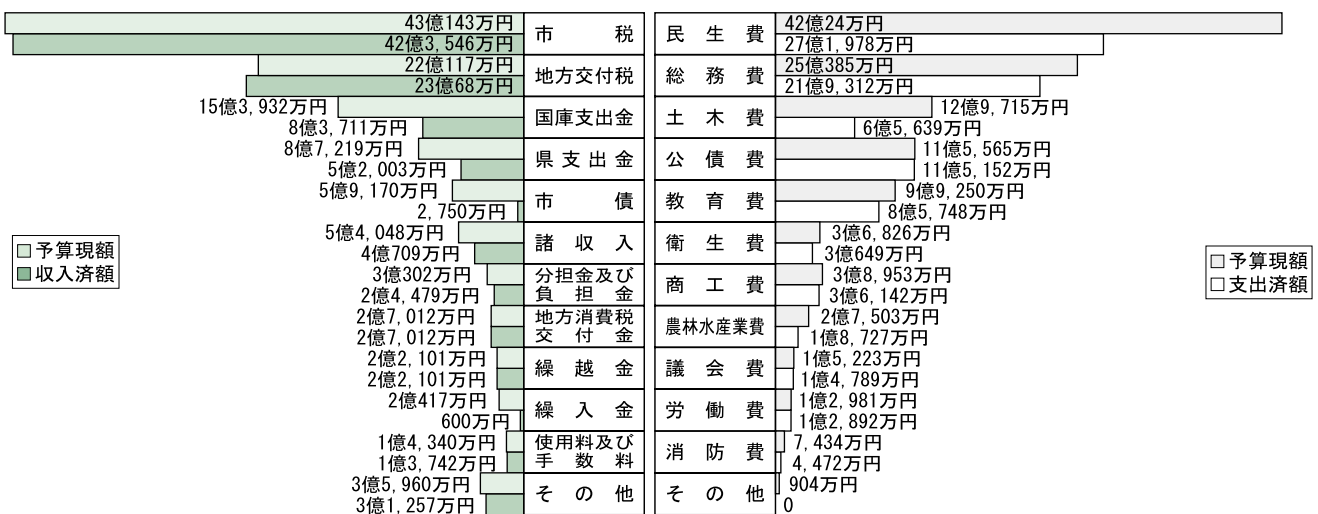 43億143万円 市税 民生費 42億24万円
42億3,546万円 27億1,978万円
22億117万円 地方交付税 総務費 25億385万円
23億68万円 21億9,312万円
15億3,932万円 国庫支出金 土木費 12億9,715万円
8億3,711万円 6億5,639万円
8億7,219万円 県支出金 公債費 11億5,565万円
5億2,003万円 11億5,152万円
5億9,170万円 市債 教育費 9億9,250万円
2,750万円 8億5,748万円
5億4,048万円 諸収入 衛生費 3億6,826万円
4億709万円 3億649万円
3億302万円 分担金及び 商工費 3億8,953万円
2億4,479万円 負担金 3億6,142万円
2億7,012万円 地方消費税 農林水産業費 2億7,503万円
2億7,012万円 交付金 1億8,727万円
2億2,101万円 繰越金 議会費 1億5,223万円
2億2,101万円 1億4,789万円
2億417万円 繰入金 労働費 1億2,981万円
600万円 1億2,892万円
1億4,340万円 使用料及び 消防費 7,434万円
1億3,742万円 手数料 4,472万円
3億5,960万円 その他 その他 904万円
3億1,257万円 0
予算現額
収入済額
予算現額
支出済額